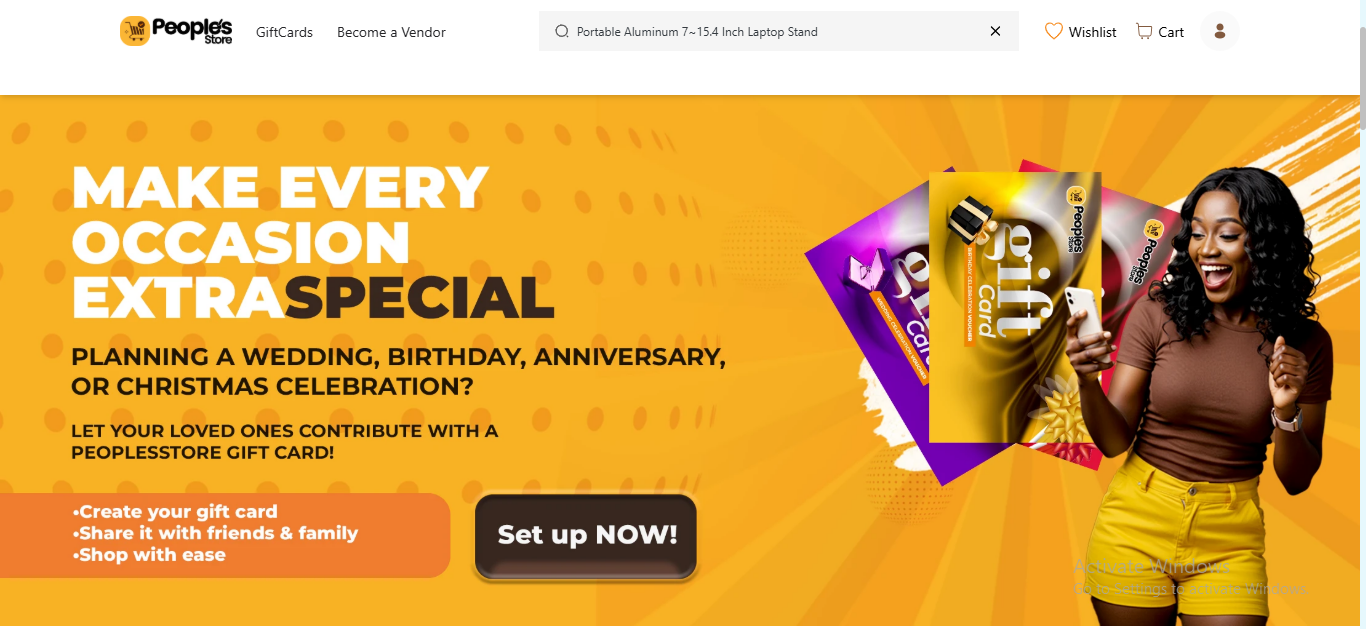 People's
Store
GiftCards
Become a Vendor
Portable Aluminum 7~15.4 Inch Laptop Stand
Wishlist
Cart
MAKE EVERY
OCCASION
EXTRASPECIAL
PLANNING A WEDDING, BIRTHDAY, ANNIVERSARY,
OR CHRISTMAS CELEBRATION?
LET YOUR LOVED ONES CONTRIBUTE WITH A
PEOPLESSTORE GIFT CARD!
•Create your gift card
•Share it with friends & family
•Shop with ease
Set up NOW!
gift
Card
BIRTHDAY CELEBRATION VOUCHER
People's
Store
WEDDING CELEBRATION VOUCHER
People's
Store
Activate Windows
Go to Settings to activate Windows.